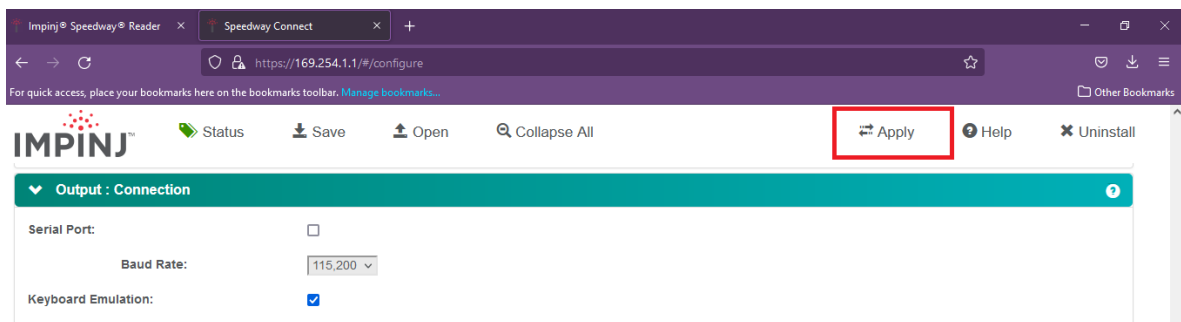 Impinj® Speedway® Reader
Speedway Connect
https://169.254.1.1/#/configure
For quick access, place your bookmarks here on the bookmarks toolbar. Manage bookmarks...
Other Bookmarks
IMPINJ™
Status
Save
Open
Collapse All
Apply
Help
Uninstall
Output : Connection
Serial Port:
Baud Rate:
115,200
Keyboard Emulation: